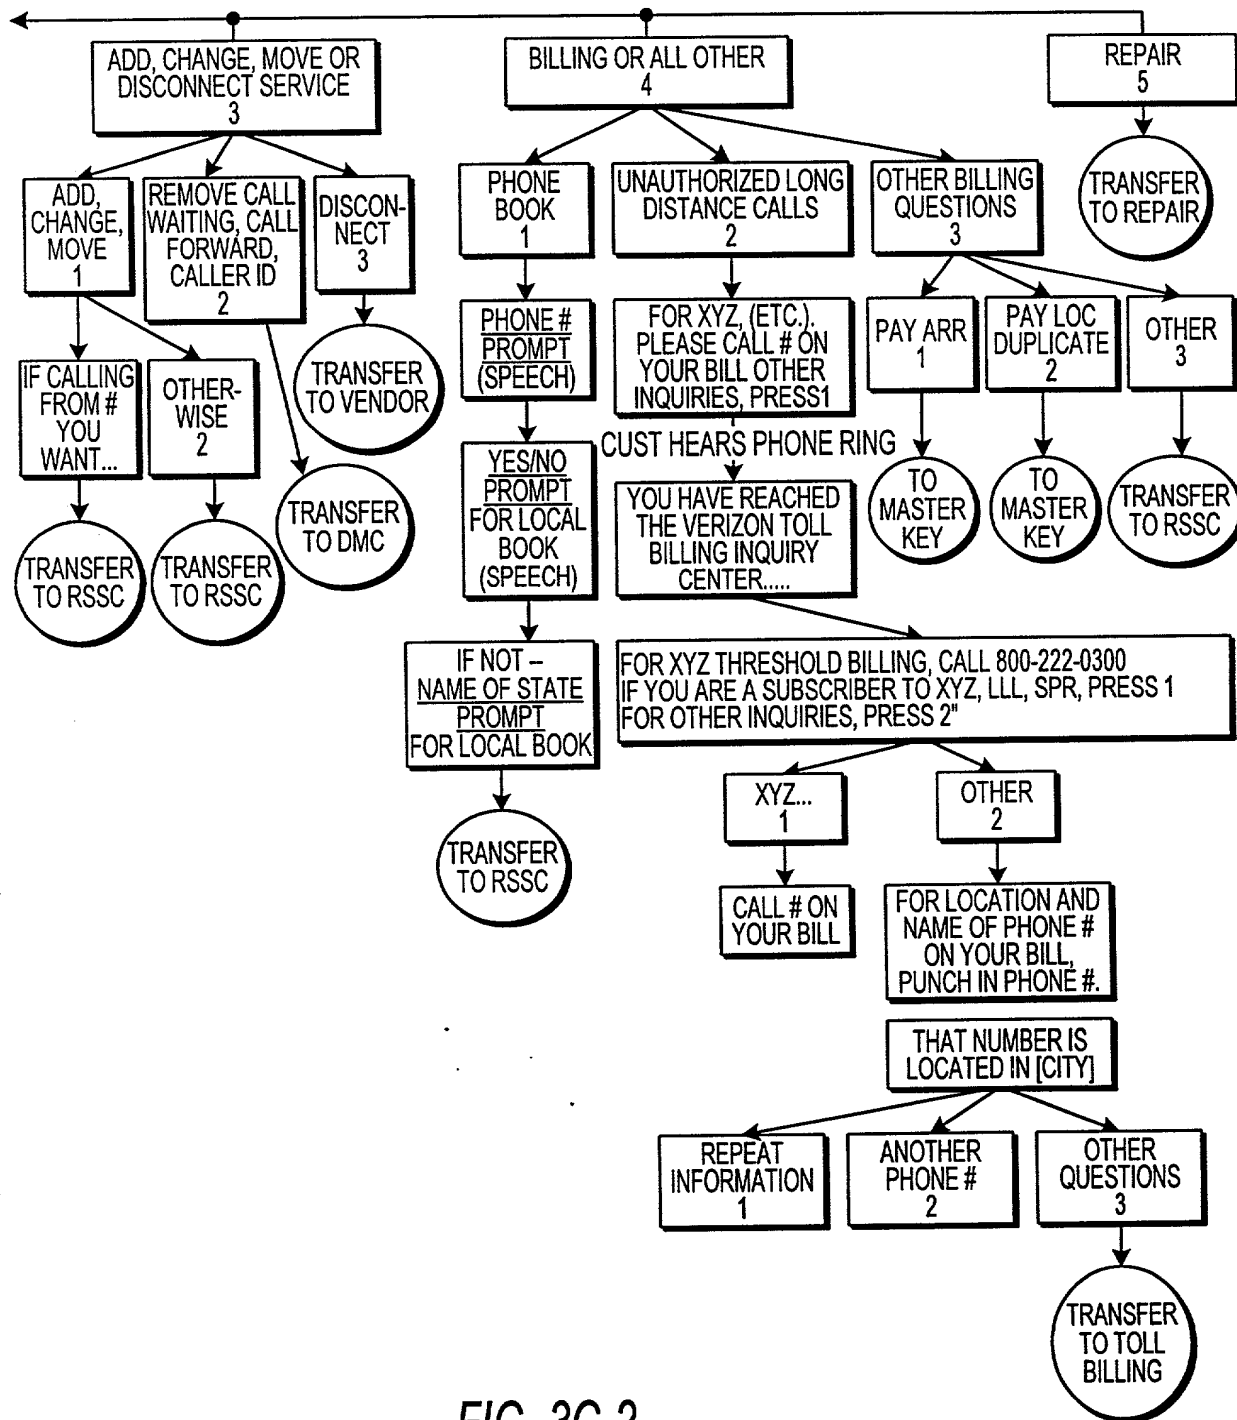 ADD, CHANGE, MOVE OR
DISCONNECT SERVICE
3
BILLING OR ALL OTHER
4
REPAIR
5
ADD,
CHANGE,
MOVE
1
REMOVE CALL
WAITING, CALL
FORWARD,
CALLER ID
2
DISCON-
NECT
3
PHONE
BOOK
1
UNAUTHORIZED LONG
DISTANCE CALLS
2
OTHER BILLING
QUESTIONS
3
TRANSFER
TO REPAIR
IF CALLING
FROM #
YOU
WANT...
OTHER-
WISE
2
TRANSFER
TO VENDOR
PHONE #
PROMPT
(SPEECH)
FOR XYZ, (ETC.).
PLEASE CALL # ON
YOUR BILL OTHER
INQUIRIES, PRESS1
PAY ARR
1
PAY LOC
DUPLICATE
2
OTHER
3
CUST HEARS PHONE RING
TRANSFER
TO RSSC
TRANSFER
TO RSSC
TRANSFER
TO DMC
YES/NO
PROMPT
FOR LOCAL
BOOK
(SPEECH)
YOU HAVE REACHED
THE VERIZON TOLL
BILLING INQUIRY
CENTER.....
TO
MASTER
KEY
TO
MASTER
KEY
TRANSFER
TO RSSC
IF NOT –
NAME OF STATE
PROMPT
FOR LOCAL BOOK
FOR XYZ THRESHOLD BILLING, CALL 800-222-0300
IF YOU ARE A SUBSCRIBER TO XYZ, LLL, SPR, PRESS 1
FOR OTHER INQUIRIES, PRESS 2"
TRANSFER
TO RSSC
XYZ...
1
OTHER
2
CALL # ON
YOUR BILL
FOR LOCATION AND
NAME OF PHONE #
ON YOUR BILL,
PUNCH IN PHONE #.
THAT NUMBER IS
LOCATED IN [CITY]
REPEAT
INFORMATION
1
ANOTHER
PHONE #
2
OTHER
QUESTIONS
3
TRANSFER
TO TOLL
BILLING
FIG. 3C-2